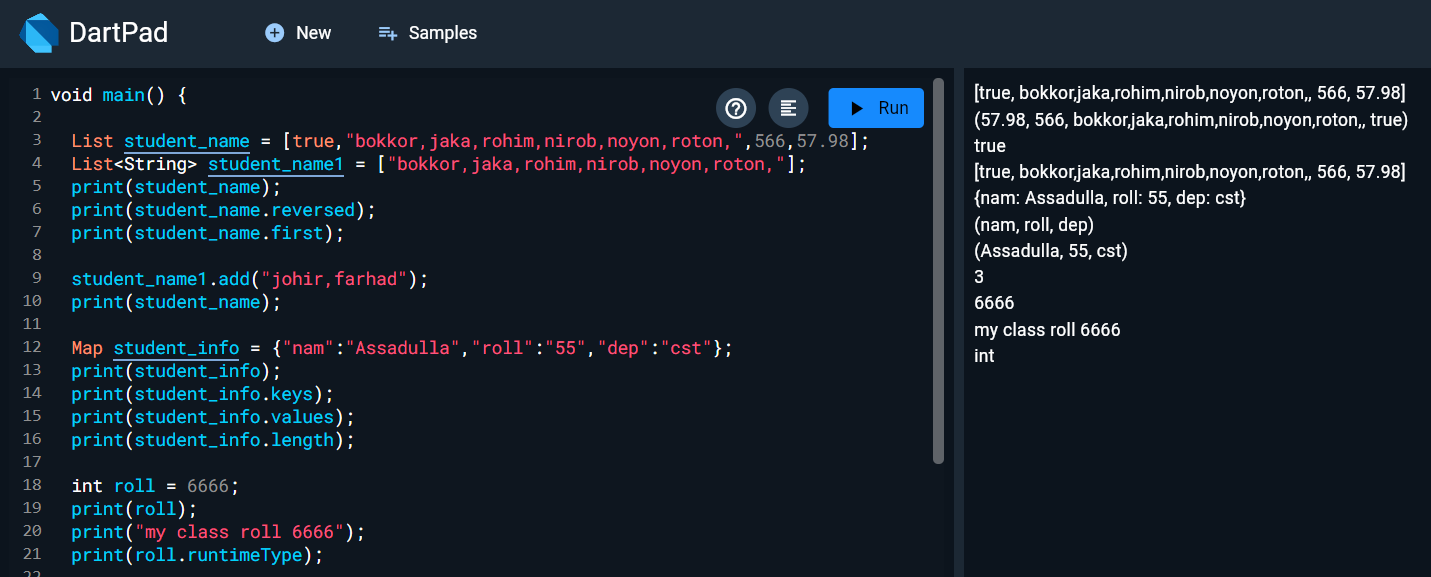 DartPad
New
Samples
Run
1 void main() {
2
3 List student_name = [true,"bokkor,jaka,rohim,nirob,noyon,roton,",566,57.98];
4 List<String> student_name1 = ["bokkor,jaka,rohim,nirob,noyon,roton,"];
5 print(student_name);
6 print(student_name.reversed);
7 print(student_name.first);
8
9 student_name1.add("johir,farhad");
10 print(student_name);
11
12 Map student_info = {"nam":"Assadulla","roll":"55","dep":"cst"};
13 print(student_info);
14 print(student_info.keys);
15 print(student_info.values);
16 print(student_info.length);
17
18 int roll = 6666;
19 print(roll);
20 print("my class roll 6666");
21 print(roll.runtimeType);
22
[true, bokkor,jaka,rohim,nirob,noyon,roton,, 566, 57.98]
(57.98, 566, bokkor,jaka,rohim,nirob,noyon,roton,, true)
true
[true, bokkor,jaka,rohim,nirob,noyon,roton,, 566, 57.98]
{nam: Assadulla, roll: 55, dep: cst}
(nam, roll, dep)
(Assadulla, 55, cst)
3
6666
my class roll 6666
int